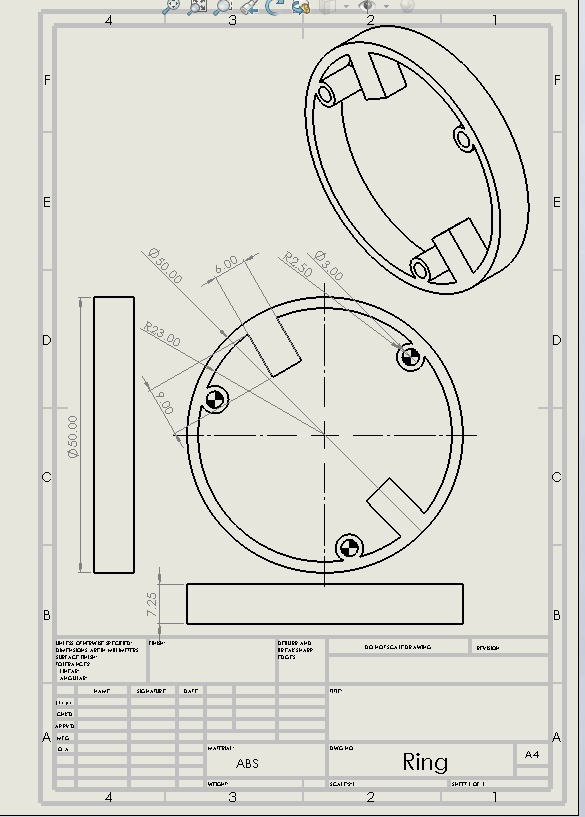 4 3 2 1
F F
E E
Ø50.00
6.00
R2.50
Ø3.00
D D
R23.00
9.00
Ø50.00
C C
7.25
B B
UNLESS OTHERWISE SPECIFIED:
DIMENSIONS ARE IN MILLIMETERS
SURFACE FINISH:
TOLERANCES:
LINEAR:
ANGULAR:
FINISH:
DEBURR AND
BREAK SHARP
EDGES
DO NOT SCALE DRAWING
REVISION
NAME SIGNATURE DATE
TITLE:
CHK'D
APPV'D
MFG
Q.A
MATERIAL:
ABS
DWG NO.
Ring
A4
A A
WEIGHT:
SCALE:1:1
SHEET 1 OF 1
4 3 2 1